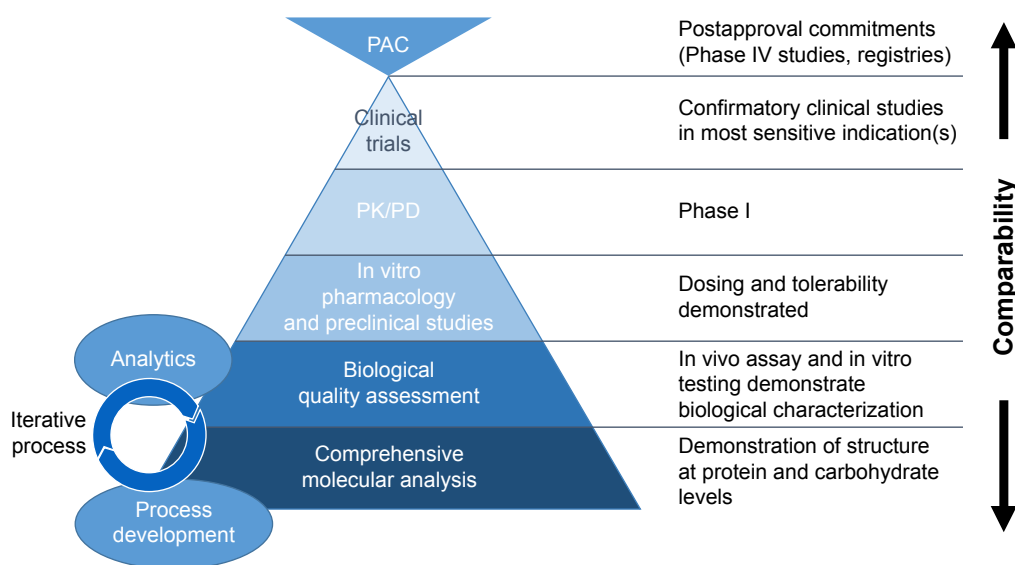 PAC
Postapproval commitments
(Phase IV studies, registries)
Clinical
trials
Confirmatory clinical studies
in most sensitive indication(s)
PK/PD
Phase I
In vitro
pharmacology
and preclinical studies
Dosing and tolerability
demonstrated
Analytics
Biological
quality assessment
In vivo assay and in vitro
testing demonstrate
biological characterization
Iterative
process
Comprehensive
molecular analysis
Demonstration of structure
at protein and carbohydrate
levels
Process
development
Comparability